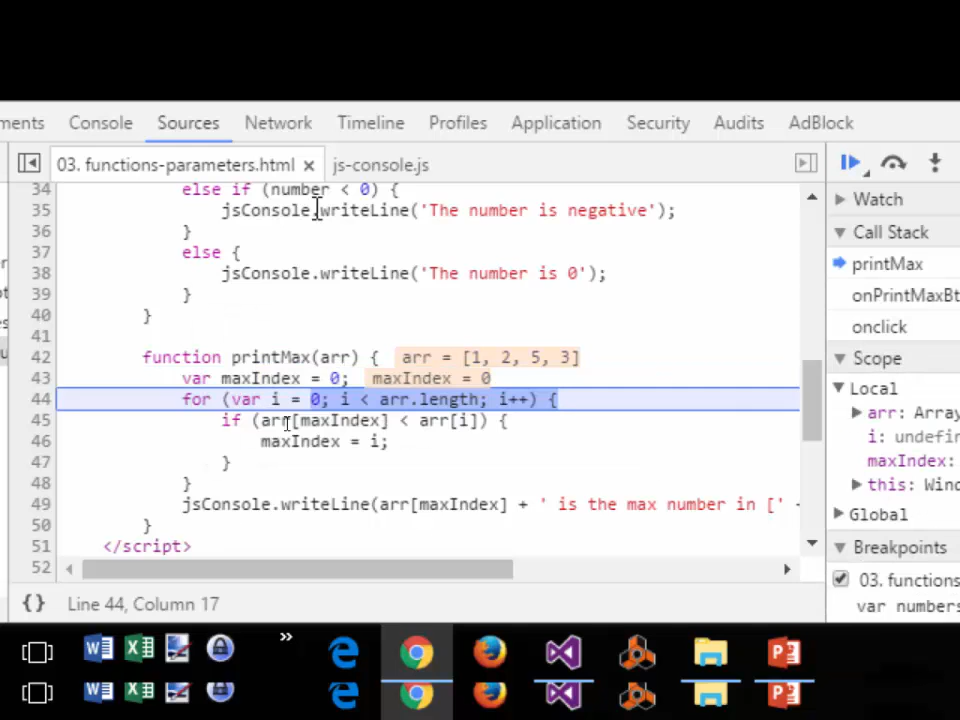 ments Console Sources Network Timeline Profiles Application Security Audits AdBlock
03. functions-parameters.html × js-console.js
34 else if (number < 0) {
35 jsConsole.writeLine('The number is negative');
36 }
37 else {
38 jsConsole.writeLine('The number is 0');
39 }
40 }
41
42 function printMax(arr) { arr = [1, 2, 5, 3]
43 var maxIndex = 0; maxIndex = 0
44 for (var i = 0; i < arr.length; i++) {
45 if (arr[maxIndex] < arr[i]) {
46 maxIndex = i;
47 }
48 }
49 jsConsole.writeLine(arr[maxIndex] + ' is the max number in [' +
50 }
51 </script>
52
{} Line 44, Column 17
Watch
Call Stack
printMax
onPrintMaxBt
onclick
Scope
Local
arr: Array
i: undefin
maxIndex:
this: Wind
Global
Breakpoints
03. functions
var numbers